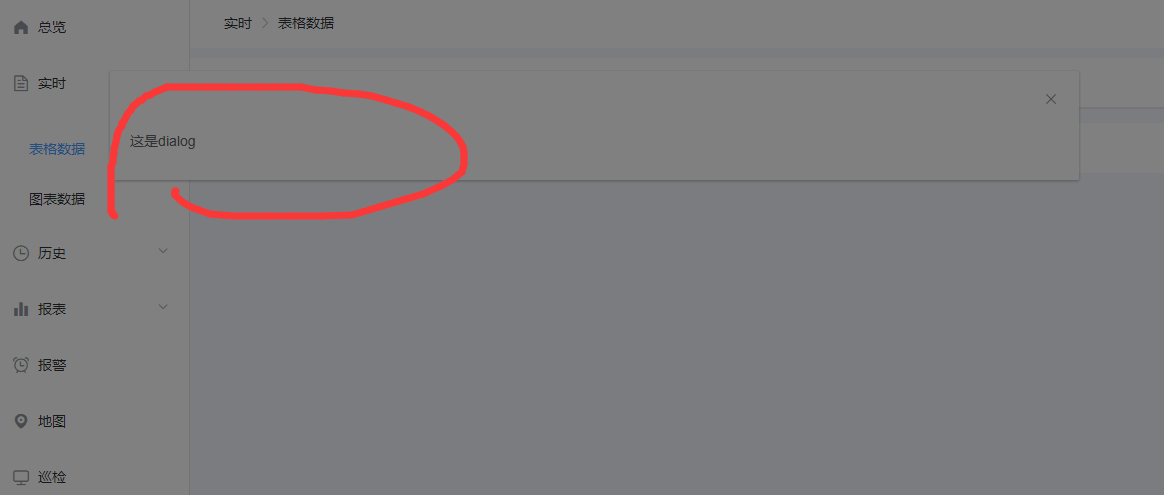 总览
实时
表格数据
图表数据
历史
报表
报警
地图
巡检
实时 > 表格数据
这是dialog